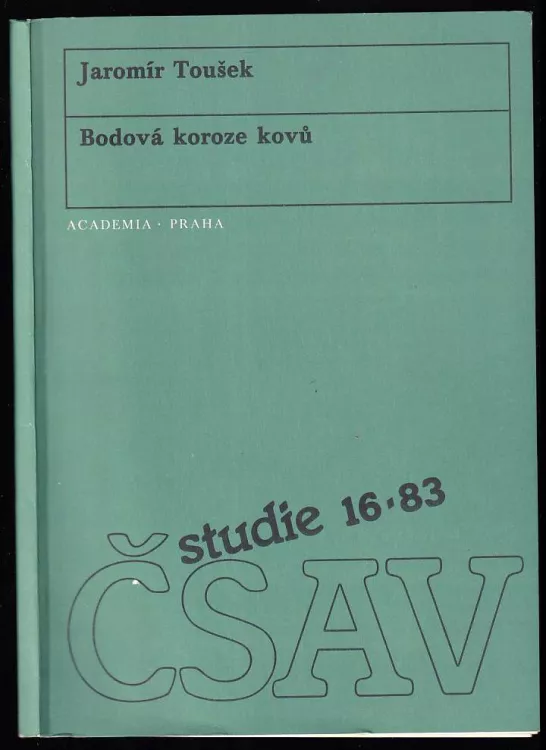 Jaromír Toušek
Bodová koroze kovů
ACADEMIA · PRAHA
studie 16·83
ČSAV